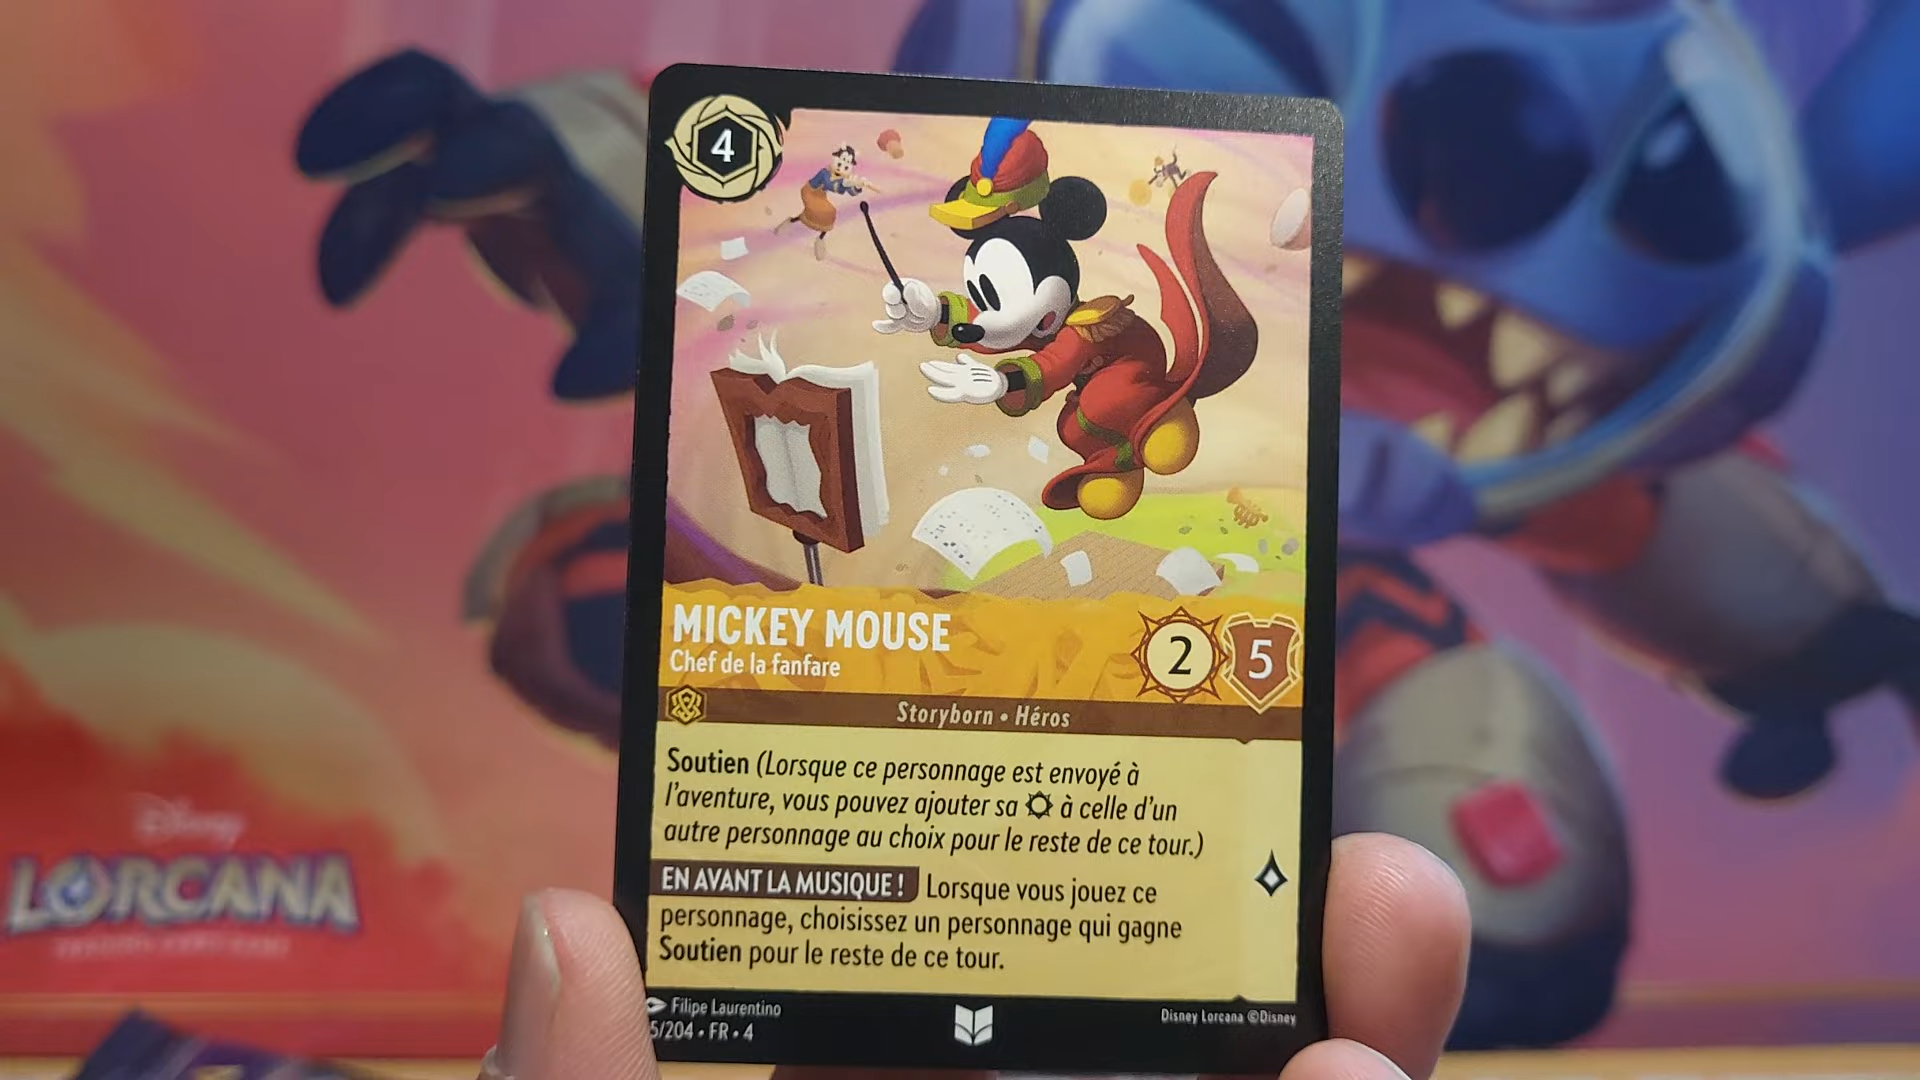 4
MICKEY MOUSE
Chef de la fanfare
2
5
Storyborn • Héros
Soutien (Lorsque ce personnage est envoyé à
l'aventure, vous pouvez ajouter sa à celle d'un
autre personnage au choix pour le reste de ce tour.)
EN AVANT LA MUSIQUE ! Lorsque vous jouez ce
personnage, choisissez un personnage qui gagne
Soutien pour le reste de ce tour.
Filipe Laurentino
5/204 • FR • 4
Disney Lorcana ©Disney
Disney
LORCANA